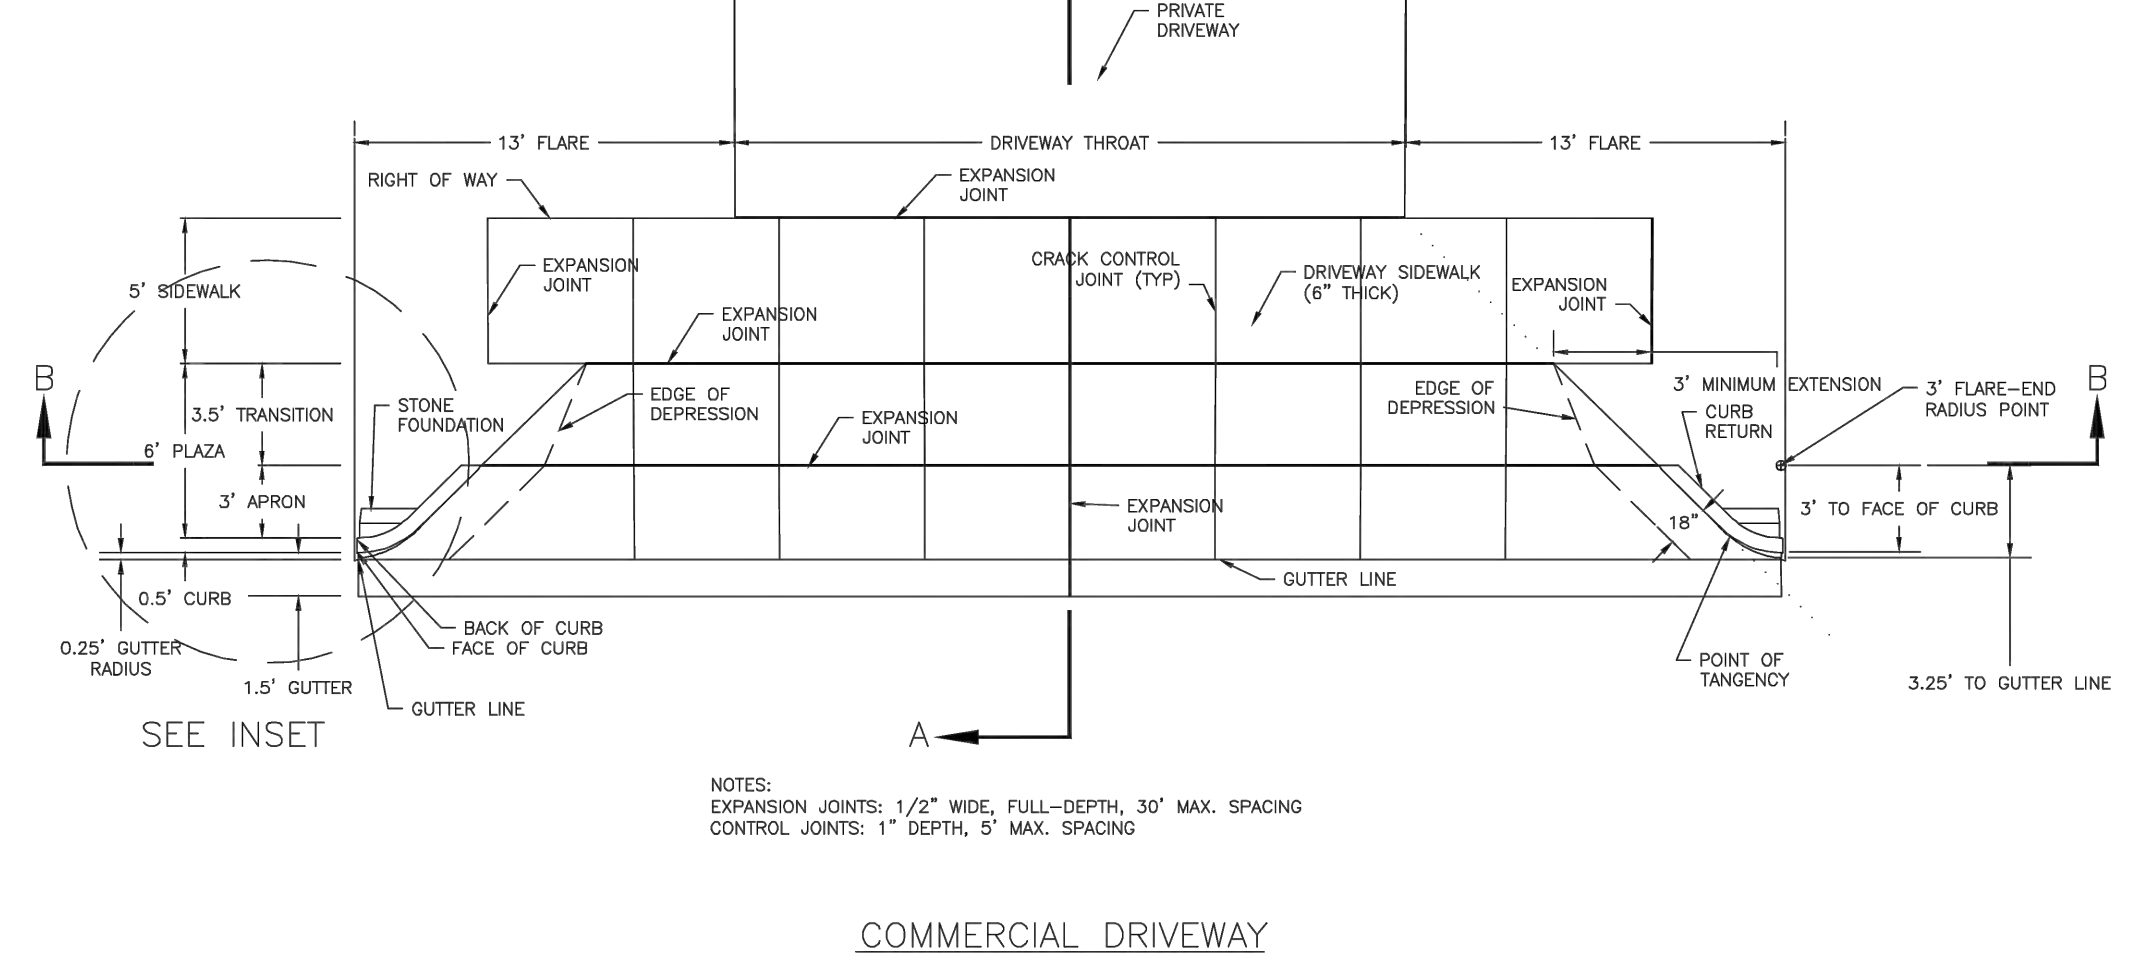 PRIVATE
DRIVEWAY
13' FLARE
DRIVEWAY THROAT
13' FLARE
RIGHT OF WAY
EXPANSION
JOINT
EXPANSION
JOINT
CRACK CONTROL
JOINT (TYP)
DRIVEWAY SIDEWALK
(6" THICK)
EXPANSION
JOINT
5' SIDEWALK
EXPANSION
JOINT
B
3.5' TRANSITION
6' PLAZA
3' APRON
STONE
FOUNDATION
EDGE OF
DEPRESSION
EXPANSION
JOINT
EDGE OF
DEPRESSION
3' MINIMUM EXTENSION
CURB
RETURN
3' FLARE-END
RADIUS POINT
B
EXPANSION
JOINT
18"
3' TO FACE OF CURB
GUTTER LINE
0.5' CURB
0.25' GUTTER
RADIUS
1.5' GUTTER
BACK OF CURB
FACE OF CURB
GUTTER LINE
POINT OF
TANGENCY
3.25' TO GUTTER LINE
SEE INSET
A
NOTES:
EXPANSION JOINTS: 1/2" WIDE, FULL-DEPTH, 30' MAX. SPACING
CONTROL JOINTS: 1" DEPTH, 5' MAX. SPACING
COMMERCIAL DRIVEWAY